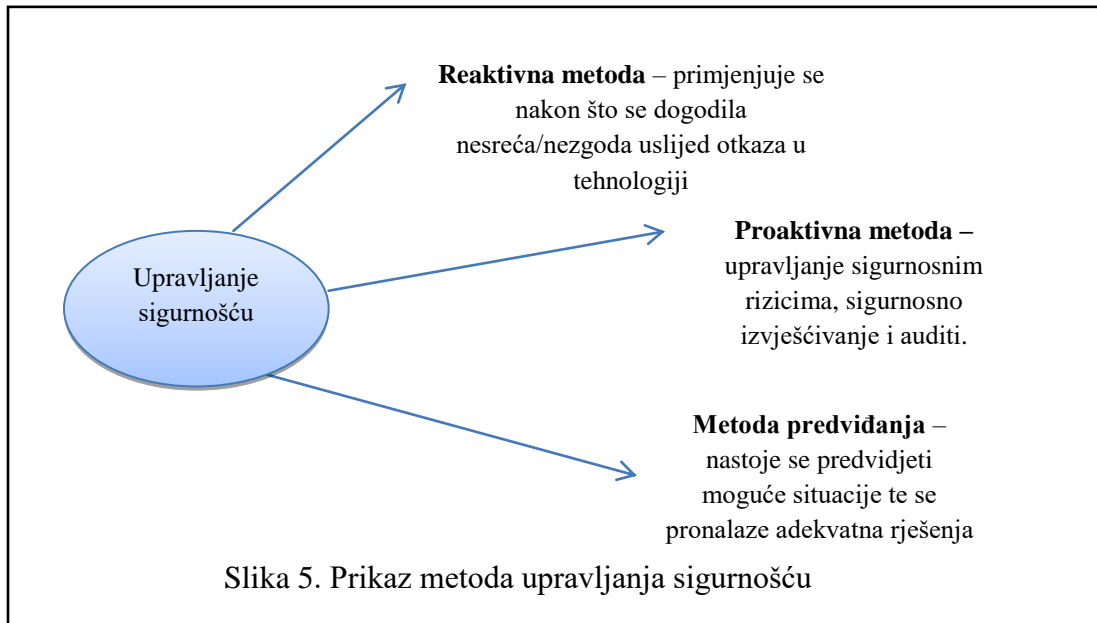 Reaktivna metoda – primjenjuje se
nakon što se dogodila
nesreća/nezgoda uslijed otkaza u
tehnologiji
Proaktivna metoda –
upravljanje sigurnosnim
rizicima, sigurnosno
izvješćivanje i auditi.
Upravljanje
sigurnošću
Metoda predviđanja –
nastoje se predvidjeti
moguće situacije te se
pronalaze adekvatna rješenja
Slika 5. Prikaz metoda upravljanja sigurnošću